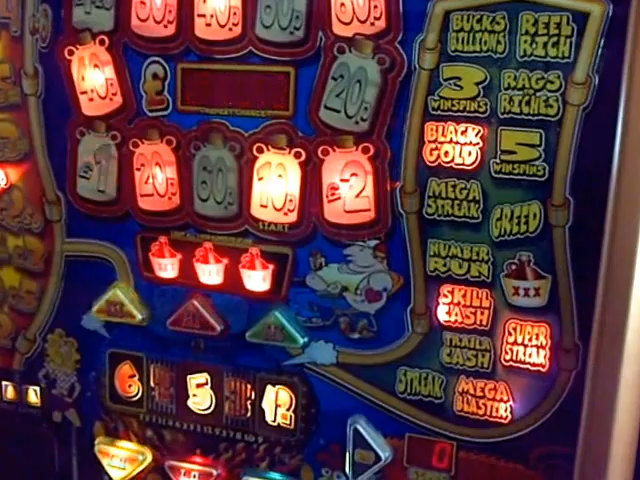 60p
40p
60p
60p
BUCKS BILLIONS
REEL RICH
40p
£
20p
3 WINSPINS
RAGS TO RICHES
BLACK GOLD
5 WINSPINS
1
20p
60p
10p
2
START
MEGA STREAK
GREED
NUMBER RUN
XXX
SKILL CASH
SUPER STREAK
TRAILA CASH
STREAK
MEGA BLASTER
6
5
12
0